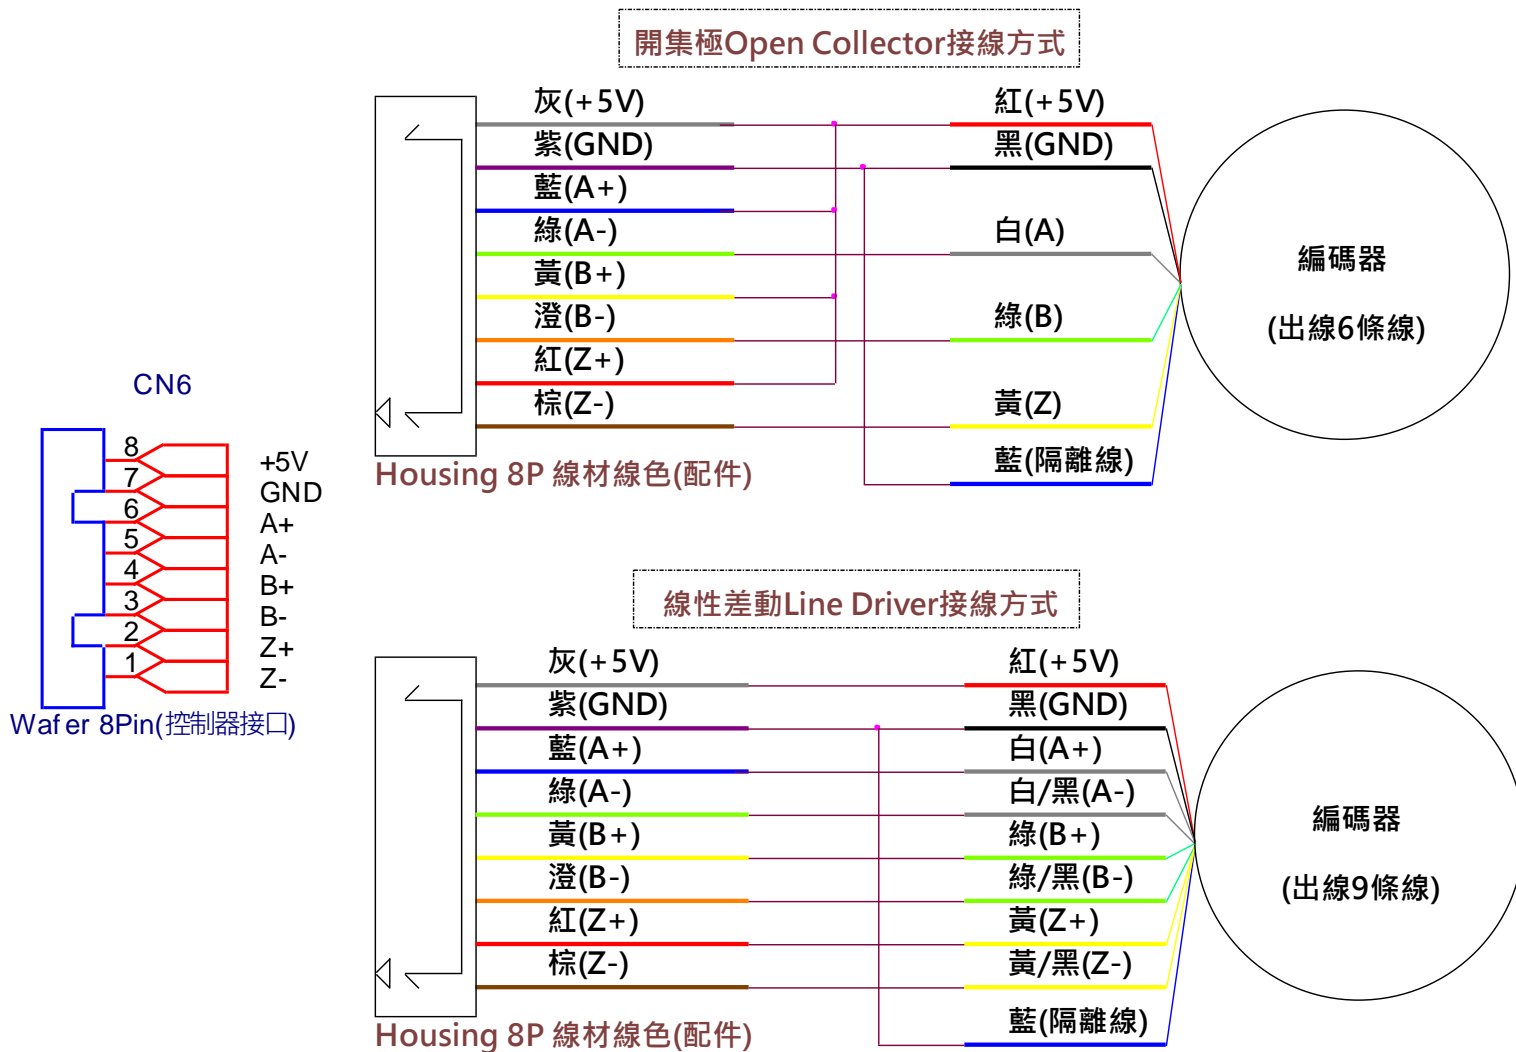 開集極Open Collector接線方式
灰(+5V)
紫(GND)
藍(A+)
綠(A-)
黃(B+)
澄(B-)
紅(Z+)
棕(Z-)
紅(+5V)
黑(GND)
白(A)
綠(B)
黃(Z)
藍(隔離線)
編碼器
(出線6條線)
Housing 8P 線材線色(配件)
CN6
8
7
6
5
4
3
2
1
+5V
GND
A+
A-
B+
B-
Z+
Z-
Wafer 8Pin(控制器接口)
線性差動Line Driver接線方式
灰(+5V)
紫(GND)
藍(A+)
綠(A-)
黃(B+)
澄(B-)
紅(Z+)
棕(Z-)
紅(+5V)
黑(GND)
白(A+)
白/黑(A-)
綠(B+)
綠/黑(B-)
黃(Z+)
黃/黑(Z-)
藍(隔離線)
編碼器
(出線9條線)
Housing 8P 線材線色(配件)